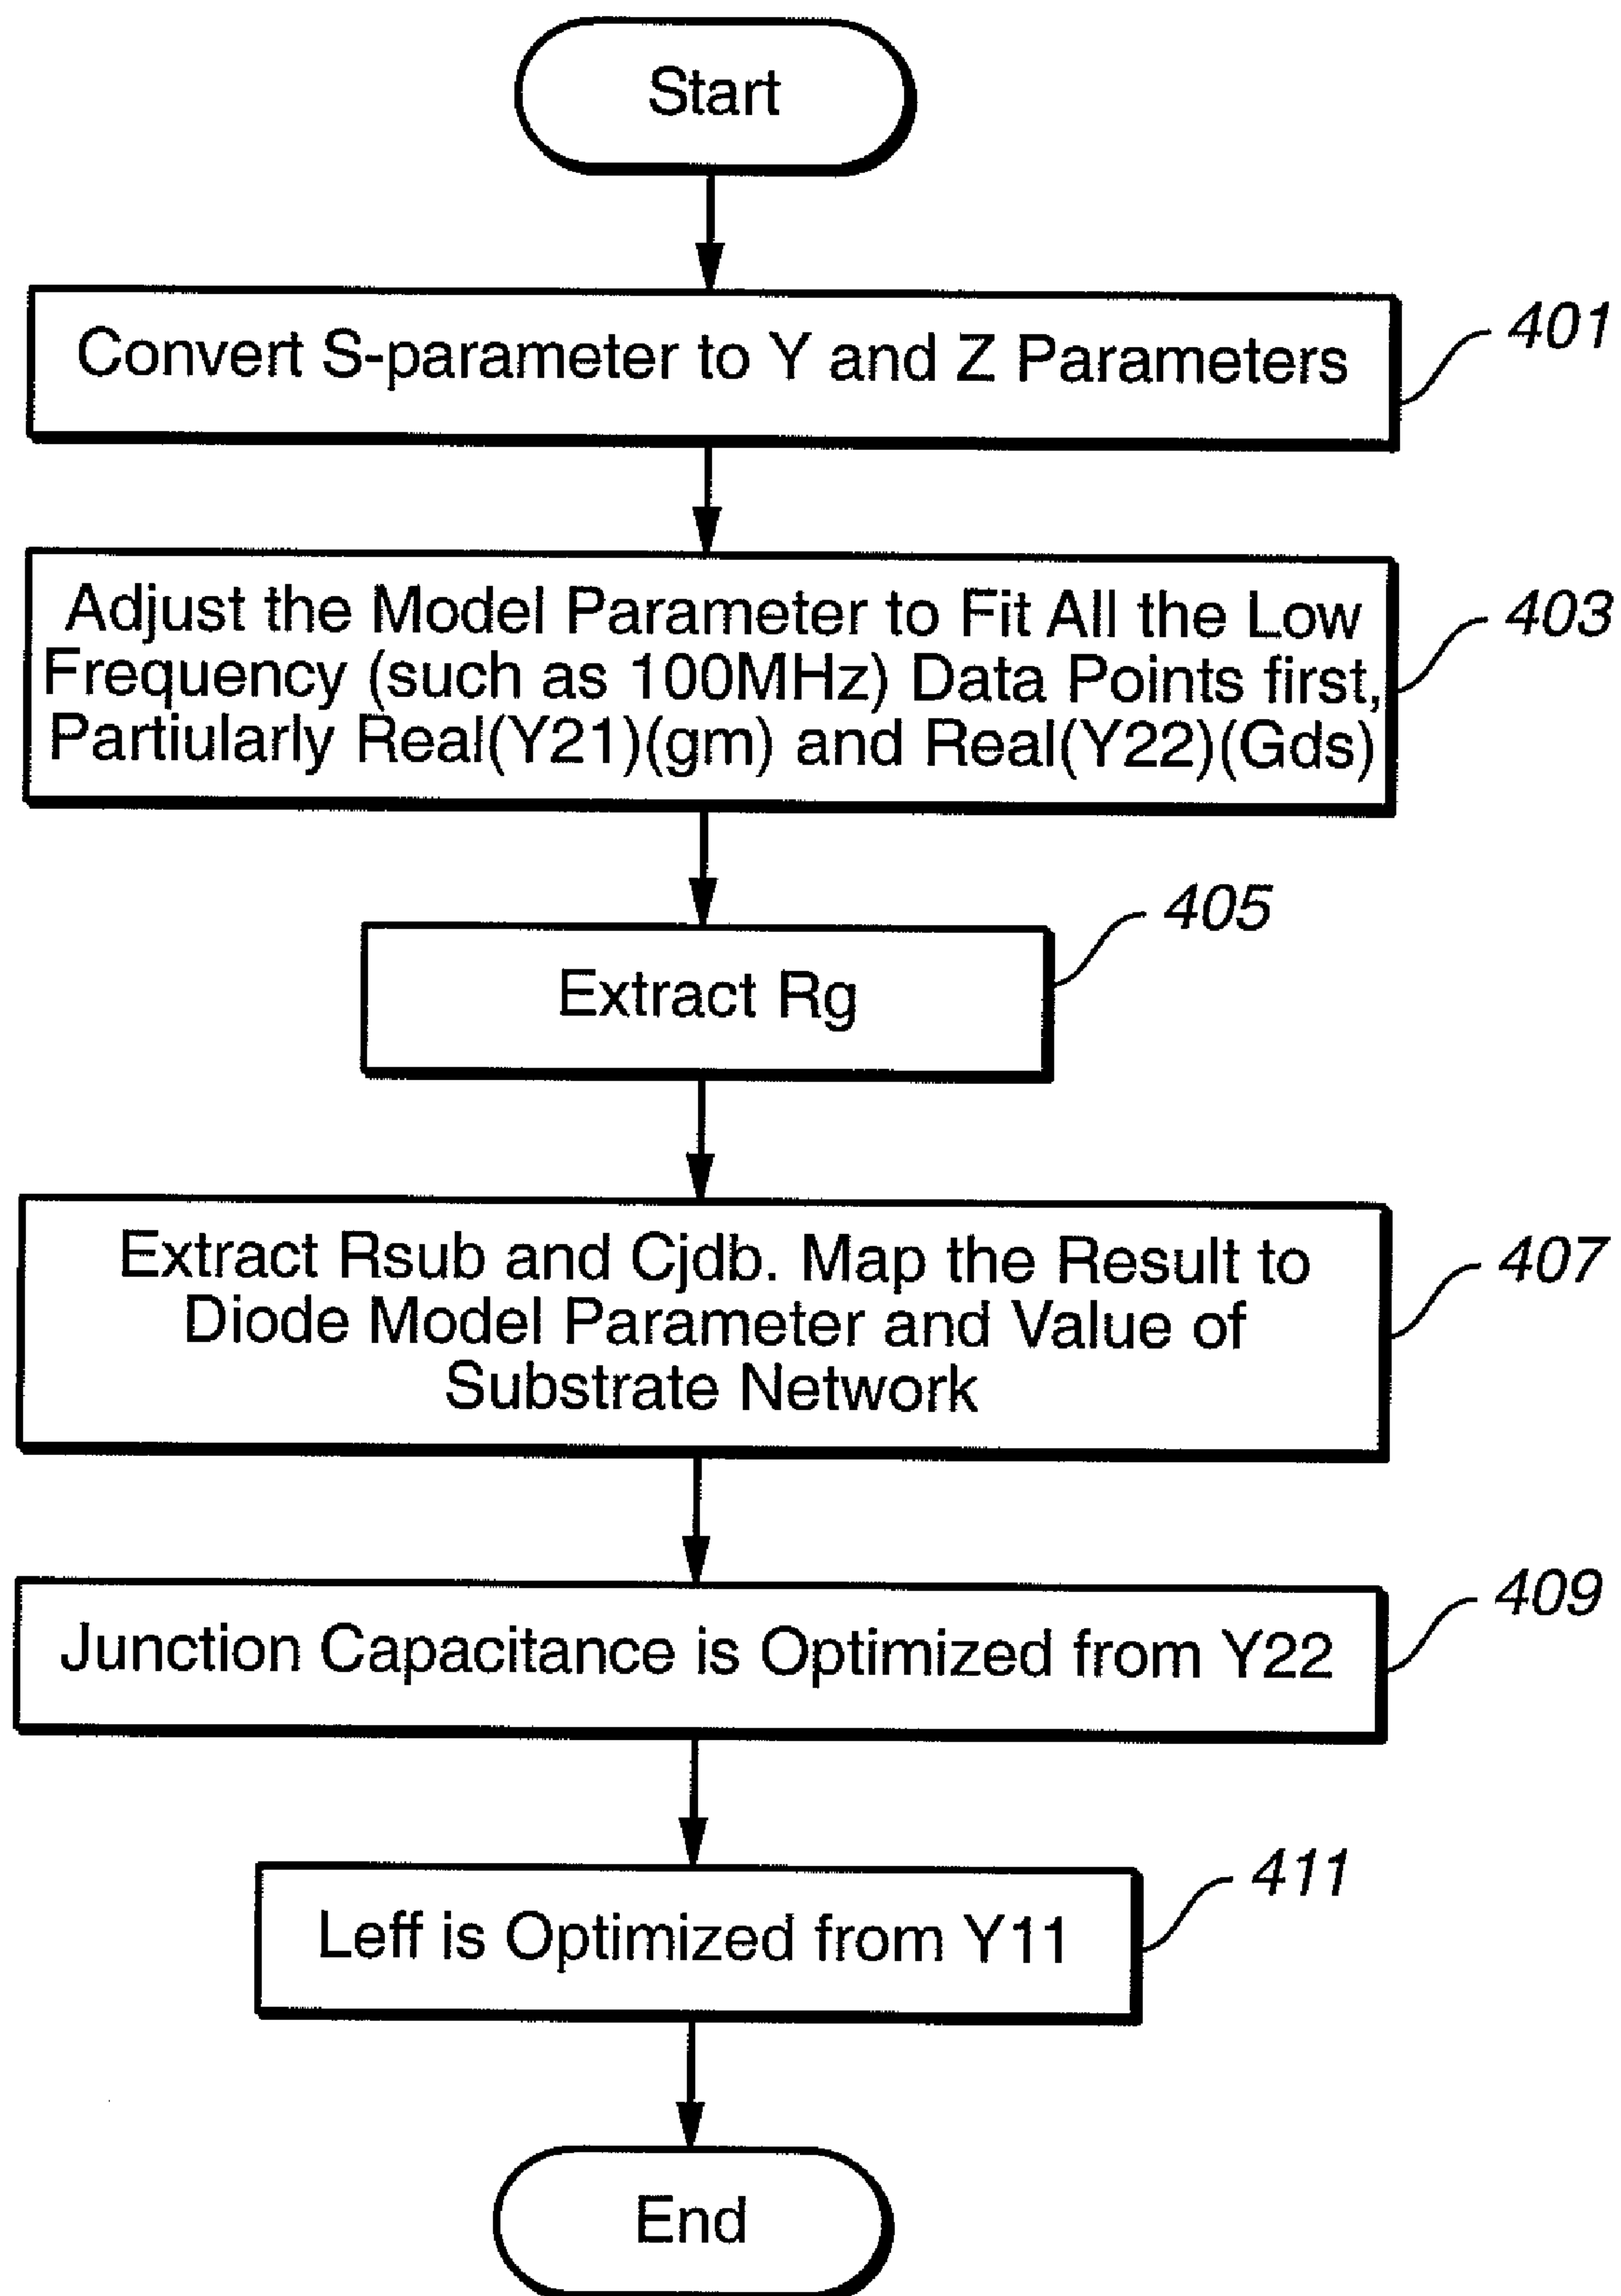 Start
Convert S-parameter to Y and Z Parameters
401
Adjust the Model Parameter to Fit All the Low
Frequency (such as 100MHz) Data Points first,
Partiularly Real(Y21)(gm) and Real(Y22)(Gds)
403
Extract Rg
405
Extract Rsub and Cjdb. Map the Result to
Diode Model Parameter and Value of
Substrate Network
407
Junction Capacitance is Optimized from Y22
409
Leff is Optimized from Y11
411
End